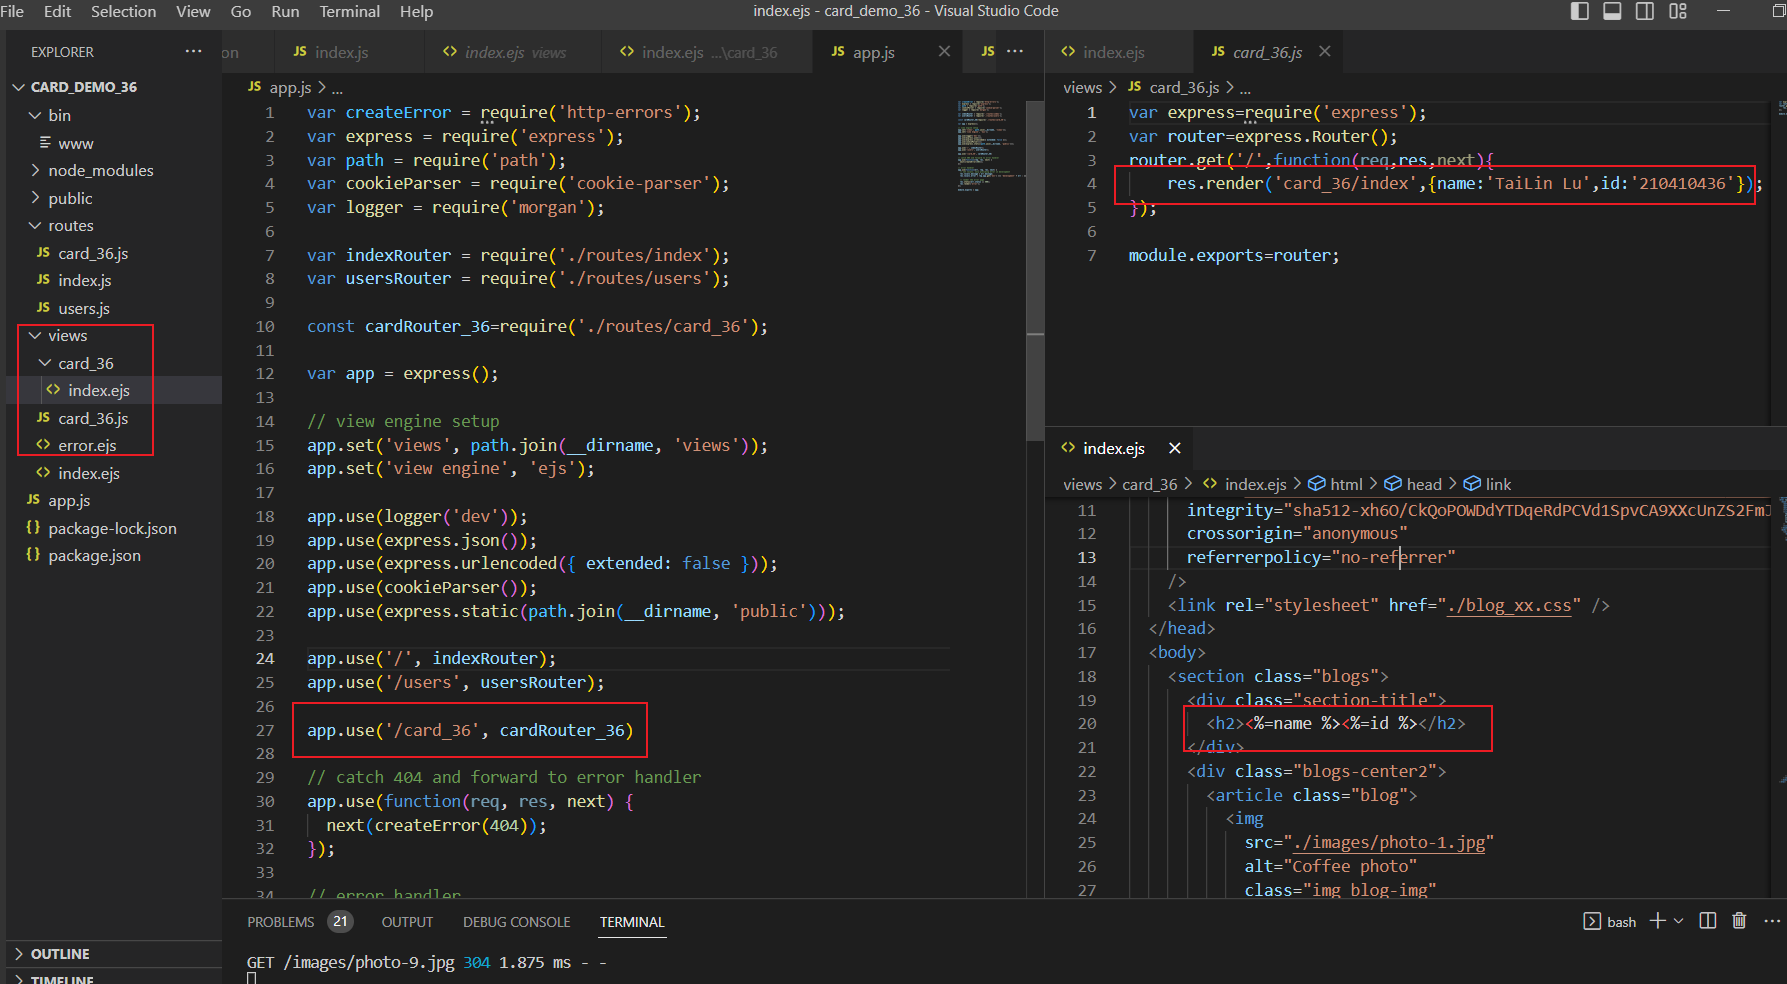 File Edit Selection View Go Run Terminal Help
index.ejs - card_demo_36 - Visual Studio Code
EXPLORER ···
CARD_DEMO_36
bin
www
node_modules
public
routes
JS card_36.js
JS index.js
JS users.js
views
card_36
<> index.ejs
JS card_36.js
<> error.ejs
<> index.ejs
JS app.js
{} package-lock.json
{} package.json
OUTLINE
TIMELINE
on JS index.js <> index.ejs views <> index.ejs ...\card_36 JS app.js JS ···
JS app.js > ...
1 var createError = require('http-errors');
2 var express = require('express');
3 var path = require('path');
4 var cookieParser = require('cookie-parser');
5 var logger = require('morgan');
6
7 var indexRouter = require('./routes/index');
8 var usersRouter = require('./routes/users');
9
10 const cardRouter_36=require('./routes/card_36');
11
12 var app = express();
13
14 // view engine setup
15 app.set('views', path.join(__dirname, 'views'));
16 app.set('view engine', 'ejs');
17
18 app.use(logger('dev'));
19 app.use(express.json());
20 app.use(express.urlencoded({ extended: false }));
21 app.use(cookieParser());
22 app.use(express.static(path.join(__dirname, 'public')));
23
24 app.use('/', indexRouter);
25 app.use('/users', usersRouter);
26
27 app.use('/card_36', cardRouter_36)
28
29 // catch 404 and forward to error handler
30 app.use(function(req, res, next) {
31 next(createError(404));
32 });
33
34 // error handler
<> index.ejs JS card_36.js
views > JS card_36.js > ...
1 var express=require('express');
2 var router=express.Router();
3 router.get('/',function(req,res,next){
4 res.render('card_36/index',{name:'TaiLin Lu',id:'210410436'});
5 });
6
7 module.exports=router;
<> index.ejs
views > card_36 > <> index.ejs > html > head > link
11 integrity="sha512-xh6O/CkQoPOWDdYTDqeRdPCVd1SpvCA9XXcUnZS2FmJ
12 crossorigin="anonymous"
13 referrerpolicy="no-referrer"
14 />
15 <link rel="stylesheet" href="./blog_xx.css" />
16 </head>
17 <body>
18 <section class="blogs">
19 <div class="section-title">
20 <h2><%=name %><%=id %></h2>
21 </div>
22 <div class="blogs-center2">
23 <article class="blog">
24 <img
25 src="./images/photo-1.jpg"
26 alt="Coffee photo"
27 class="img blog-img"
PROBLEMS 21 OUTPUT DEBUG CONSOLE TERMINAL
bash
GET /images/photo-9.jpg 304 1.875 ms - -